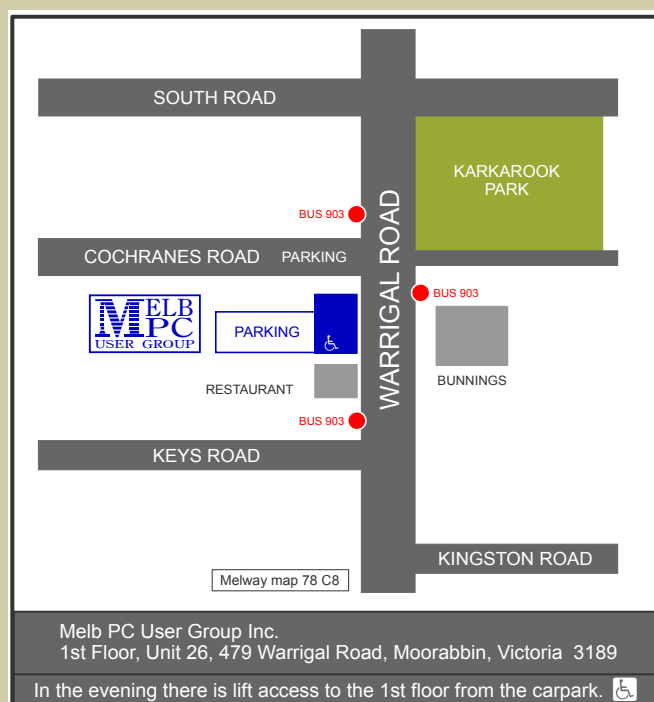 SOUTH ROAD
KARKAROOK
PARK
BUS 903
WARRIGAL ROAD
COCHRANES ROAD PARKING
BUS 903
MELB
PC
USER GROUP
PARKING
BUNNINGS
RESTAURANT
BUS 903
KEYS ROAD
KINGSTON ROAD
Melway map 78 C8
Melb PC User Group Inc.
1st Floor, Unit 26, 479 Warrigal Road, Moorabbin, Victoria 3189
In the evening there is lift access to the 1st floor from the carpark.